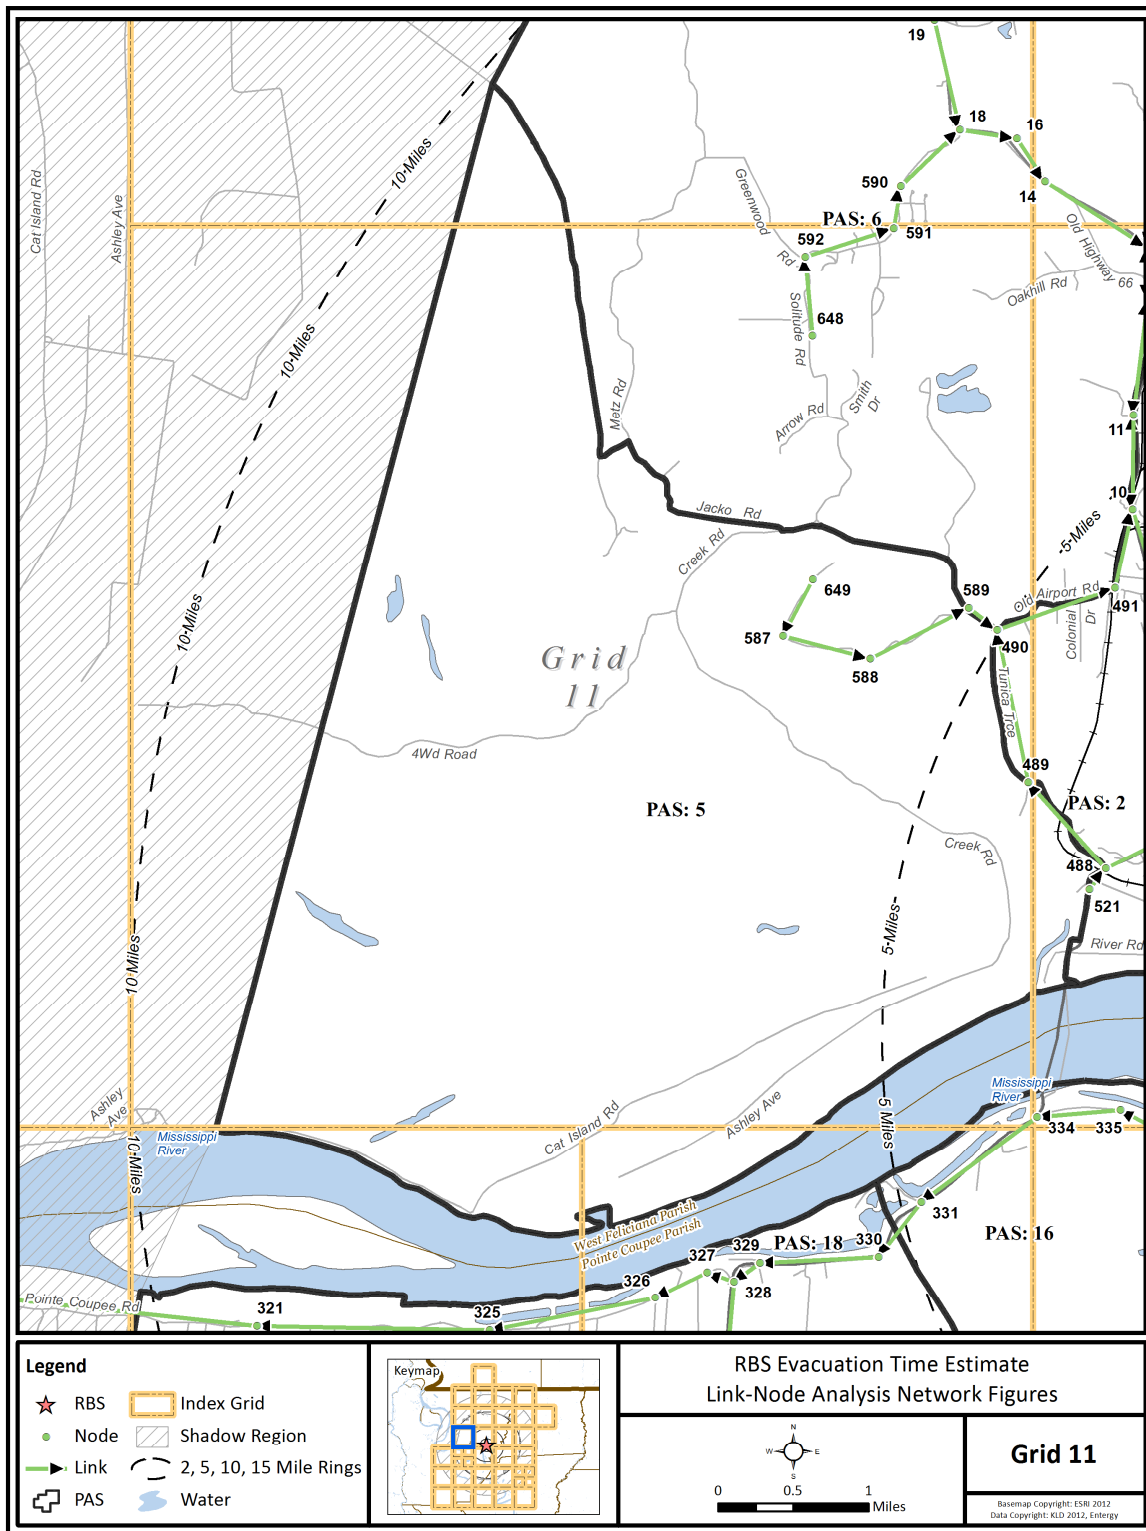 19
18
16
10-Miles
590
14
Cat Island Rd
Ashley Ave
Greenwood
Rd
PAS: 6
592
591
Old Highway 66
Oakhill Rd
648
Solitude Rd
10-Miles
Metz Rd
Arrow Rd
Smith
Dr
11
10
Jacko Rd
5-Miles
Creek Rd
649
589
Old Airport Rd
491
10-Miles
587
490
Colonial
Dr
Grid
11
588
Tunica Trce
4Wd Road
489
PAS: 5
PAS: 2
Creek Rd
488
521
5-Miles
River Rd
10 Miles
Mississippi
River
Ashley
Ave
Cat Island Rd
Ashley Ave
5 Miles
334
335
Mississippi
River
10-Miles
331
West Feliciana Parish
Pointe Coupee Parish
PAS: 18
330
PAS: 16
329
327
328
326
Pointe Coupee Rd
321
325
Legend
RBS
Index Grid
Node
Shadow Region
Link
2, 5, 10, 15 Mile Rings
PAS
Water
Keymap
RBS Evacuation Time Estimate
Link-Node Analysis Network Figures
N
W
E
S
0 0.5 1
Miles
Grid 11
Basemap Copyright: ESRI 2012
Data Copyright: KLD 2012, Entergy